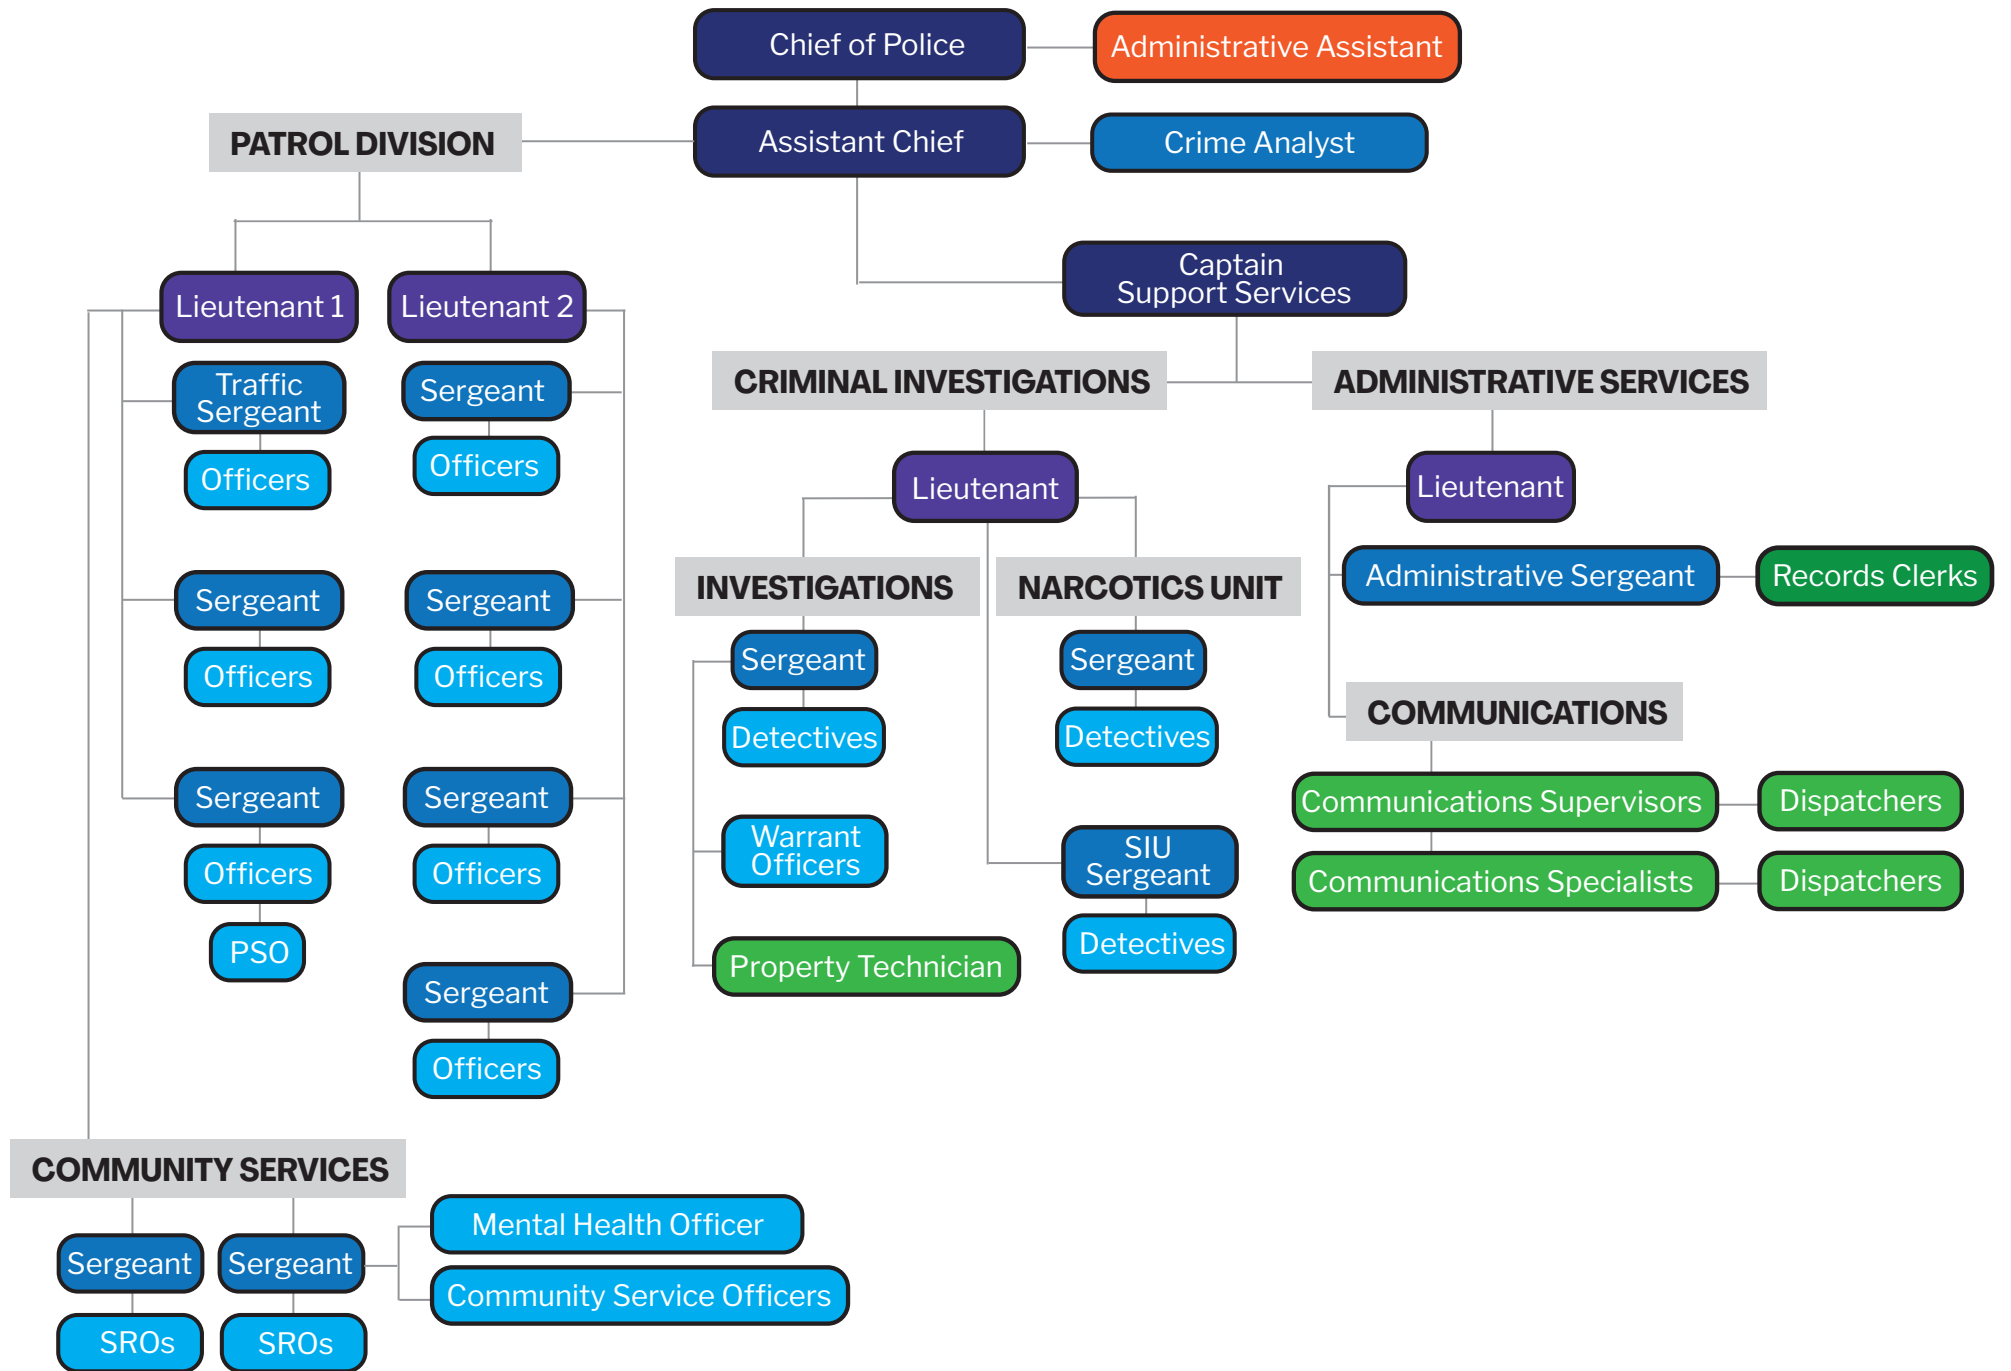 Chief of Police
Administrative Assistant
PATROL DIVISION
Assistant Chief
Crime Analyst
Captain
Support Services
Lieutenant 1
Lieutenant 2
Traffic
Sergeant
Officers
Sergeant
Officers
Sergeant
Officers
PSO
Sergeant
Officers
Sergeant
Officers
Sergeant
Officers
Sergeant
Officers
CRIMINAL INVESTIGATIONS
ADMINISTRATIVE SERVICES
Lieutenant
INVESTIGATIONS
Sergeant
Detectives
Warrant
Officers
Property Technician
NARCOTICS UNIT
Sergeant
Detectives
SIU
Sergeant
Detectives
Lieutenant
Administrative Sergeant
Records Clerks
COMMUNICATIONS
Communications Supervisors
Dispatchers
Communications Specialists
Dispatchers
COMMUNITY SERVICES
Sergeant
SROs
Sergeant
SROs
Mental Health Officer
Community Service Officers